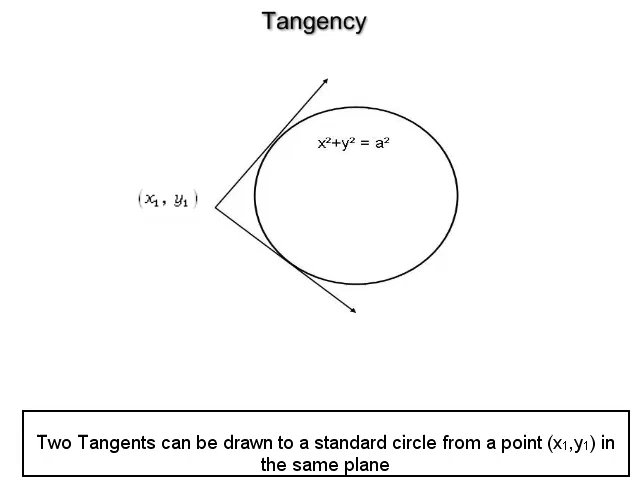 Tangency
x²+y² = a²
(x₁, y₁)
Two Tangents can be drawn to a standard circle from a point (x₁,y₁) in
the same plane